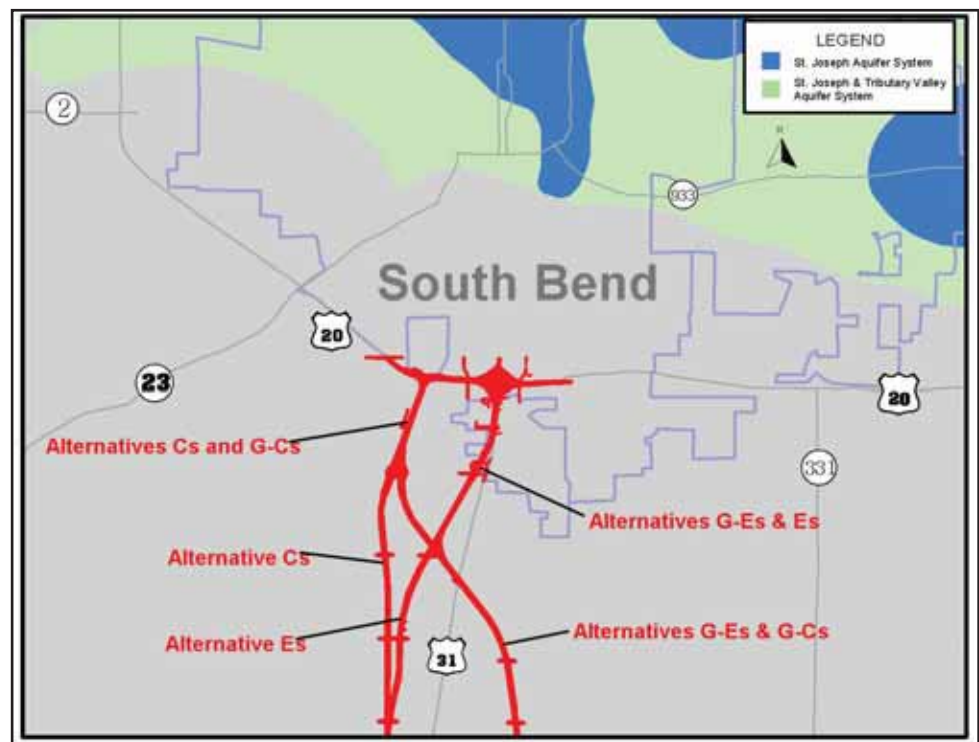 LEGEND
St. Joseph Aquifer System
St. Joseph & Tributary Valley
Aquifer System
N
2
933
South Bend
20
23
20
Alternatives Cs and G-Cs
331
Alternatives G-Es & Es
Alternative Cs
Alternative Es
31
Alternatives G-Es & G-Cs